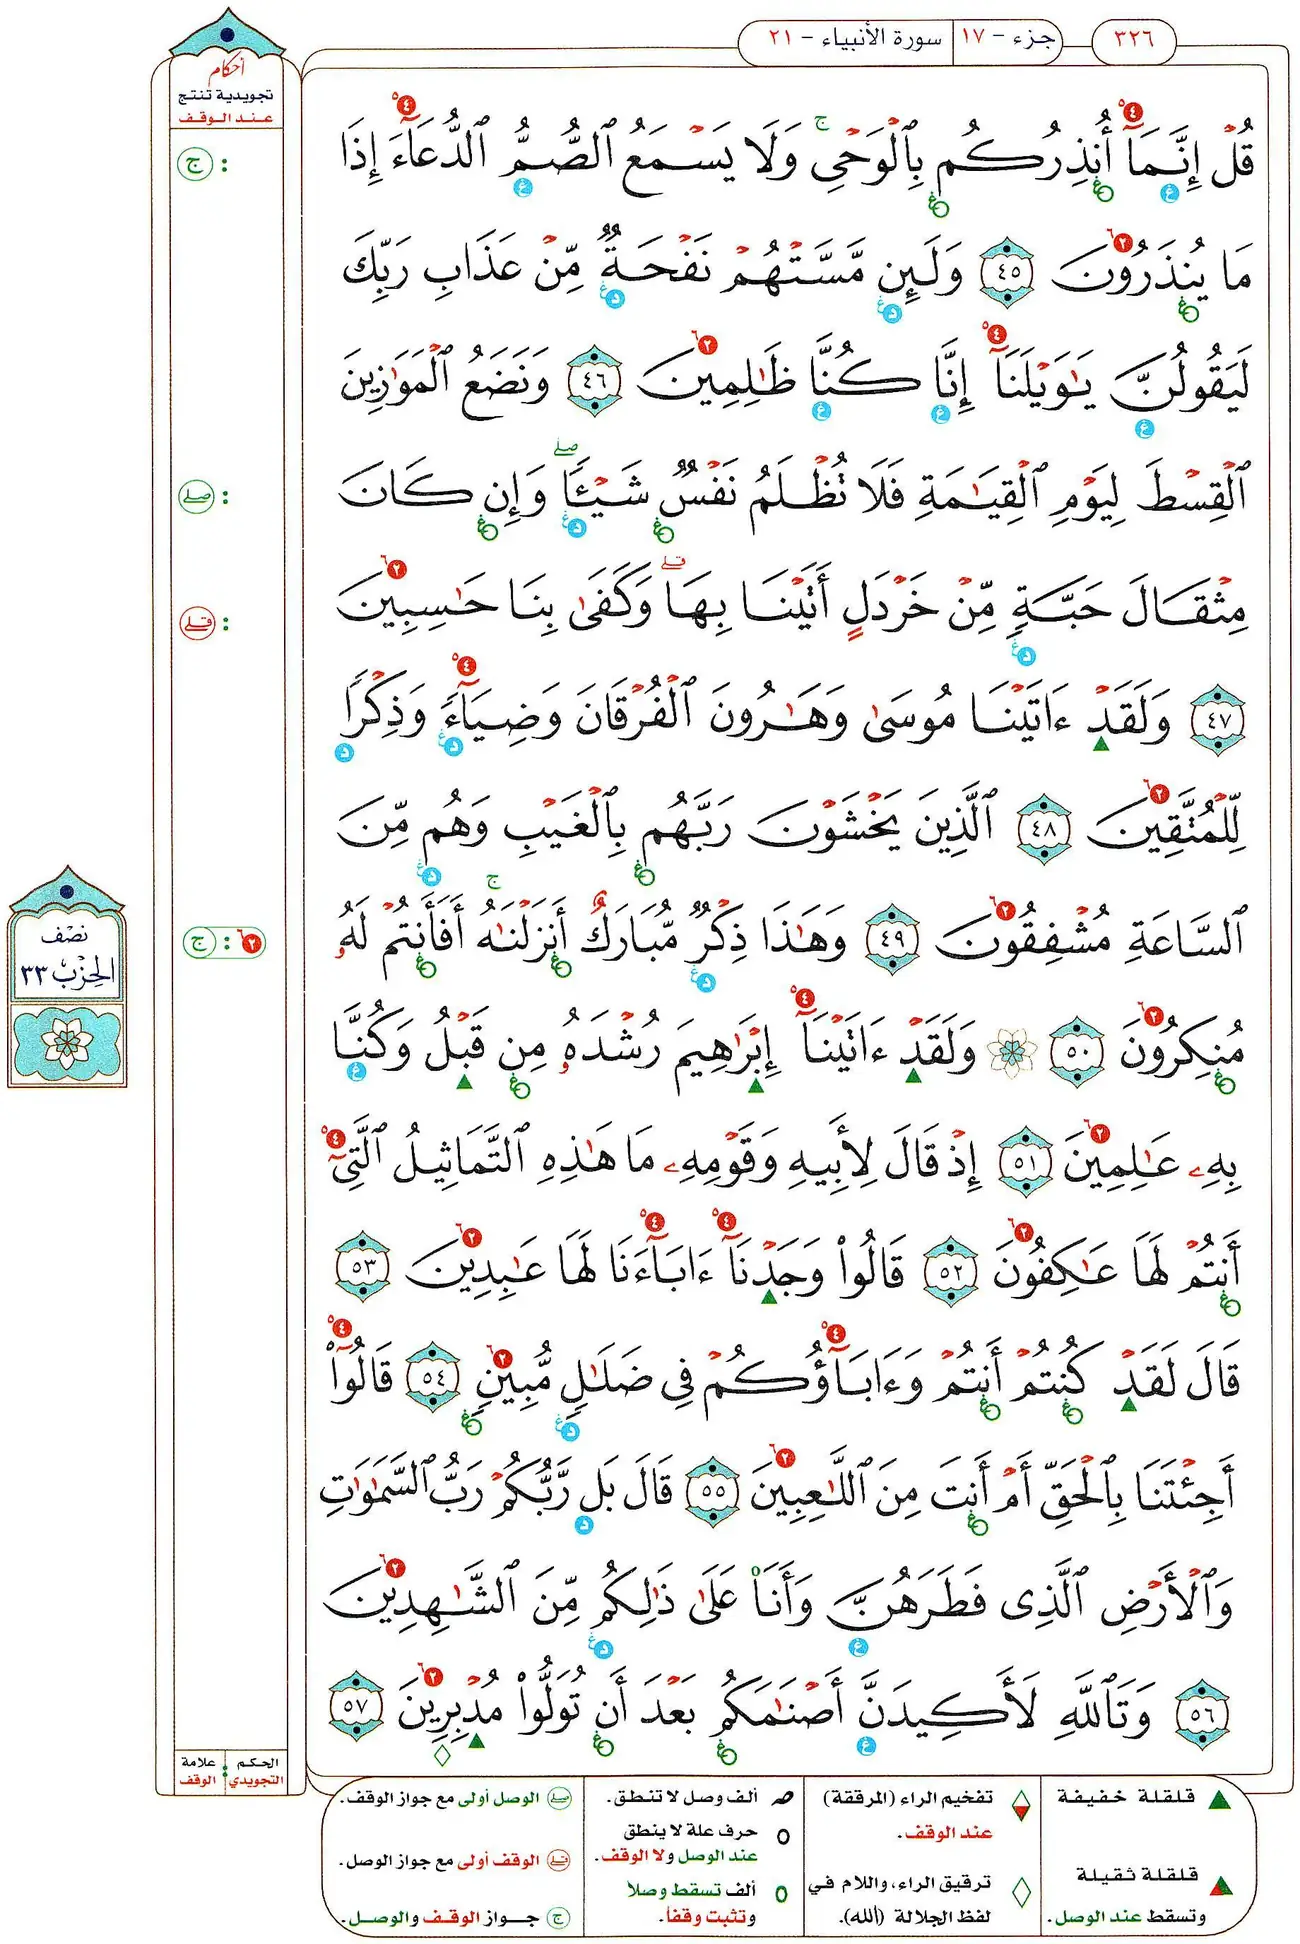 ٣٢٦
جزء - ١٧ سورة الأنبياء - ٢١
أحكام
تجويدية تنتج
عند الوقف
قُلْ إِنَّمَآ أُنذِرُكُم بِٱلْوَحْىِ ۚ وَلَا يَسْمَعُ ٱلصُّمُّ ٱلدُّعَآءَ إِذَا
مَا يُنذَرُونَ ٤٥ وَلَئِن مَّسَّتْهُمْ نَفْحَةٌ مِّنْ عَذَابِ رَبِّكَ
لَيَقُولُنَّ يَٰوَيْلَنَآ إِنَّا كُنَّا ظَٰلِمِينَ ٤٦ وَنَضَعُ ٱلْمَوَٰزِينَ
ٱلْقِسْطَ لِيَوْمِ ٱلْقِيَٰمَةِ فَلَا تُظْلَمُ نَفْسٌ شَيْـًٔا ۖ وَإِن كَانَ
مِثْقَالَ حَبَّةٍ مِّنْ خَرْدَلٍ أَتَيْنَا بِهَا ۗ وَكَفَىٰ بِنَا حَٰسِبِينَ
٤٧ وَلَقَدْ ءَاتَيْنَا مُوسَىٰ وَهَٰرُونَ ٱلْفُرْقَانَ وَضِيَآءً وَذِكْرًا
لِّلْمُتَّقِينَ ٤٨ ٱلَّذِينَ يَخْشَوْنَ رَبَّهُم بِٱلْغَيْبِ وَهُم مِّنَ
ٱلسَّاعَةِ مُشْفِقُونَ ٤٩ وَهَٰذَا ذِكْرٌ مُّبَارَكٌ أَنزَلْنَٰهُ ۚ أَفَأَنتُمْ لَهُۥ
مُنكِرُونَ ٥٠ وَلَقَدْ ءَاتَيْنَآ إِبْرَٰهِيمَ رُشْدَهُۥ مِن قَبْلُ وَكُنَّا
بِهِۦ عَٰلِمِينَ ٥١ إِذْ قَالَ لِأَبِيهِ وَقَوْمِهِۦ مَا هَٰذِهِ ٱلتَّمَاثِيلُ ٱلَّتِىٓ
أَنتُمْ لَهَا عَٰكِفُونَ ٥٢ قَالُوا۟ وَجَدْنَآ ءَابَآءَنَا لَهَا عَٰبِدِينَ ٥٣
قَالَ لَقَدْ كُنتُمْ أَنتُمْ وَءَابَآؤُكُمْ فِى ضَلَٰلٍ مُّبِينٍ ٥٤ قَالُوٓا۟
أَجِئْتَنَا بِٱلْحَقِّ أَمْ أَنتَ مِنَ ٱللَّٰعِبِينَ ٥٥ قَالَ بَل رَّبُّكُمْ رَبُّ ٱلسَّمَٰوَٰتِ
وَٱلْأَرْضِ ٱلَّذِى فَطَرَهُنَّ وَأَنَا۠ عَلَىٰ ذَٰلِكُم مِّنَ ٱلشَّٰهِدِينَ
٥٦ وَتَٱللَّهِ لَأَكِيدَنَّ أَصْنَٰمَكُم بَعْدَ أَن تُوَلُّوا۟ مُدْبِرِينَ ٥٧
: ج
: صلے
: قلے
٢ ٦ : ج
نصف
الحزب ٣٣
الحكم التجويدي : علامة الوقف
قلقلة خفيفة
قلقلة ثقيلة
وتسقط عند الوصل.
تفخيم الراء (المرققة)
عند الوقف.
ترقيق الراء، واللام في
لفظ الجلالة (الله).
ألف وصل لا تنطق.
حرف علة لا ينطق
عند الوصل ولا الوقف.
ألف تسقط وصلا
وتثبت وقفاً.
صلے الوصل أولى مع جواز الوقف.
قلے الوقف أولى مع جواز الوصل.
ج جواز الوقف والوصل.